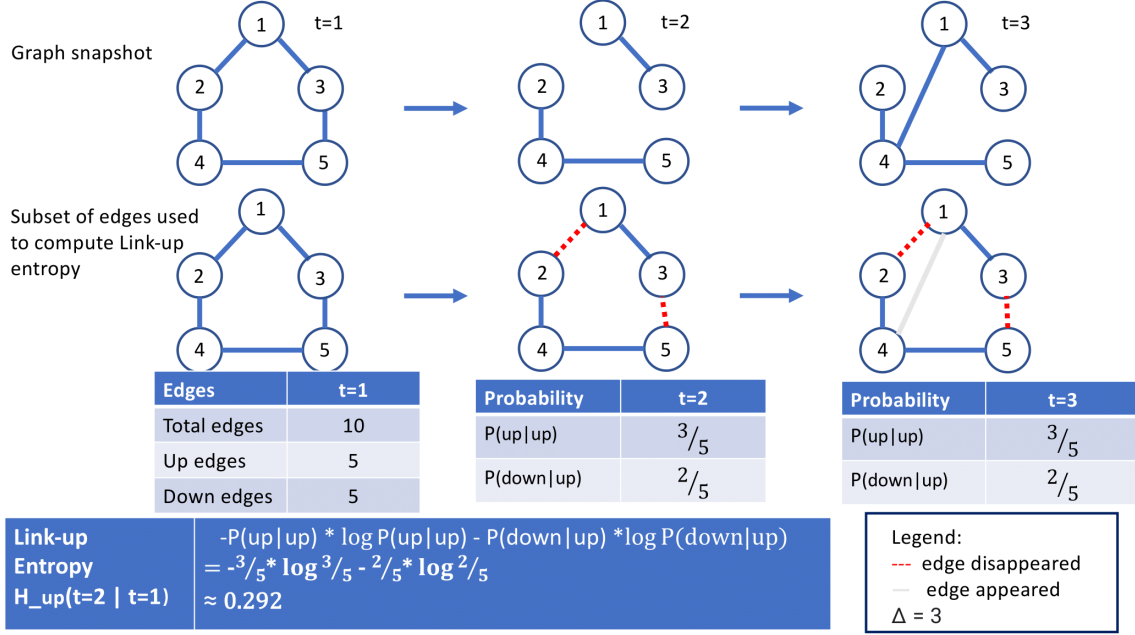 1 t=1
1 t=2
1 t=3
Graph snapshot
2 3
2 3
2 3
4 5
4 5
4 5
Subset of edges used
to compute Link-up
entropy
1
1
1
2 3
2 3
2 3
4 5
4 5
4 5
Edges t=1
Total edges 10
Up edges 5
Down edges 5
Probability t=2
P(up|up) 3/5
P(down|up) 2/5
Probability t=3
P(up|up) 3/5
P(down|up) 2/5
Link-up -P(up|up) * log P(up|up) - P(down|up) *log P(down|up)
Entropy = -3/5* log 3/5 - 2/5* log 2/5
H_up(t=2 | t=1) ≈ 0.292
Legend:
edge disappeared
edge appeared
Δ = 3